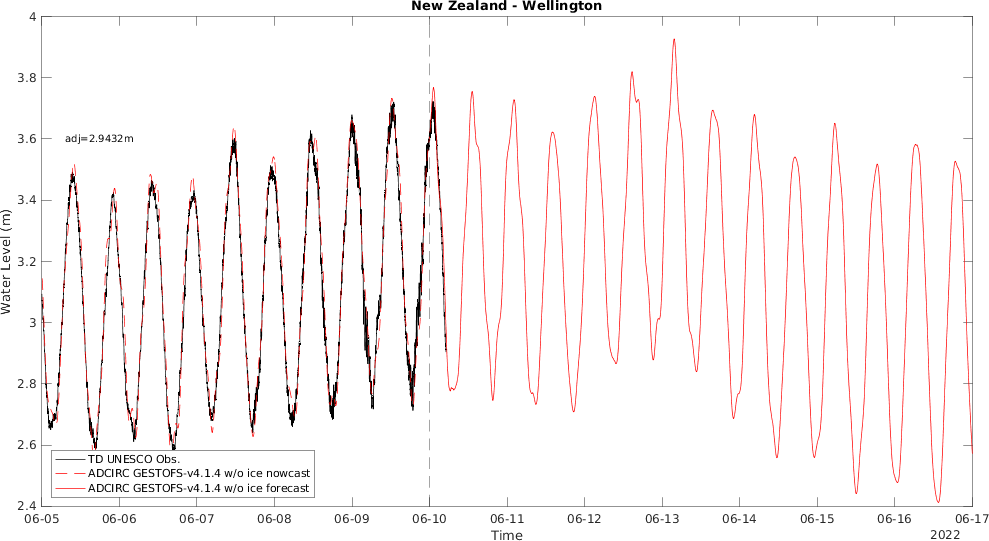 New Zealand - Wellington
4
3.8
3.6
3.4
3.2
3
2.8
2.6
2.4
Water Level (m)
adj=2.9432m
TD UNESCO Obs.
ADCIRC GESTOFS-v4.1.4 w/o ice nowcast
ADCIRC GESTOFS-v4.1.4 w/o ice forecast
06-05 06-06 06-07 06-08 06-09 06-10 06-11 06-12 06-13 06-14 06-15 06-16 06-17
Time
2022